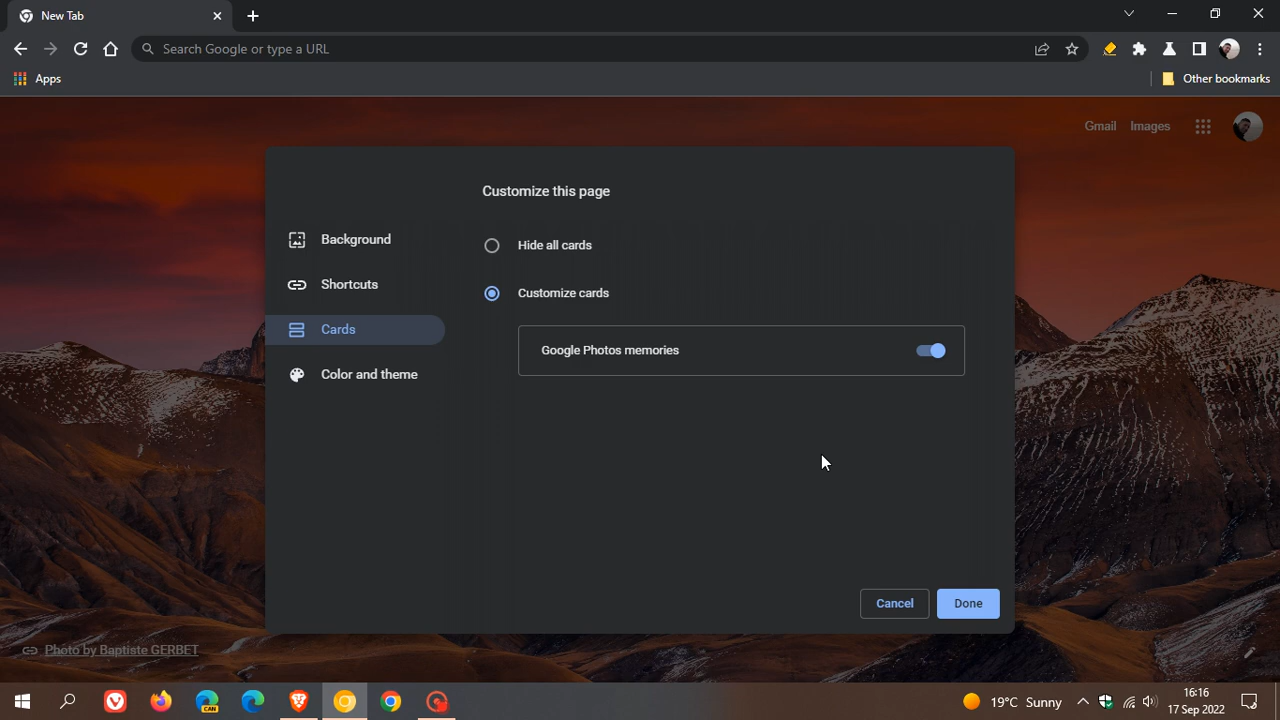 New Tab
Search Google or type a URL
Apps
Other bookmarks
Gmail
Images
Customize this page
Background
Shortcuts
Cards
Color and theme
Hide all cards
Customize cards
Google Photos memories
Cancel
Done
Photo by Baptiste GERBET
CAN
19°C Sunny
16:16
17 Sep 2022